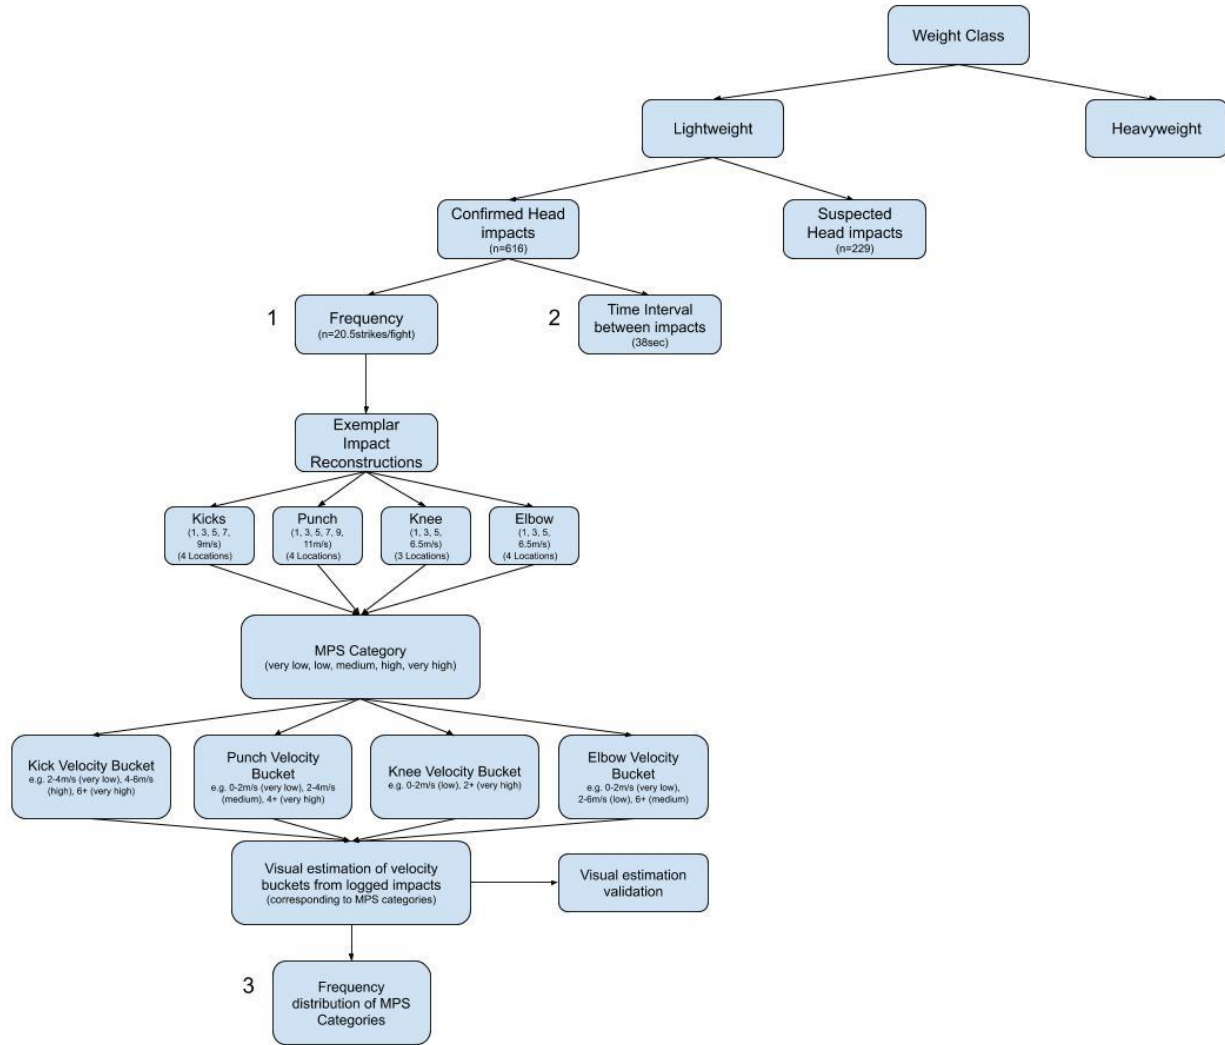 Weight Class
Lightweight
Heavyweight
Confirmed Head
impacts
(n=616)
Suspected
Head impacts
(n=229)
1
Frequency
(n=20.5strikes/fight)
2
Time Interval
between impacts
(38sec)
Exemplar
Impact
Reconstructions
Kicks
(1, 3, 5, 7,
9m/s)
(4 Locations)
Punch
(1, 3, 5, 7, 9,
11m/s)
(4 Locations)
Knee
(1, 3, 5,
6.5m/s)
(3 Locations)
Elbow
(1, 3, 5,
6.5m/s)
(4 Locations)
MPS Category
(very low, low, medium, high, very high)
Kick Velocity Bucket
e.g. 2-4m/s (very low), 4-6m/s
(high), 6+ (very high)
Punch Velocity
Bucket
e.g. 0-2m/s (very low), 2-4m/s
(medium), 4+ (very high)
Knee Velocity Bucket
e.g. 0-2m/s (low), 2+ (very high)
Elbow Velocity
Bucket
e.g. 0-2m/s (very low),
2-6m/s (low), 6+ (medium)
Visual estimation of velocity
buckets from logged impacts
(corresponding to MPS categories)
Visual estimation
validation
3
Frequency
distribution of MPS
Categories